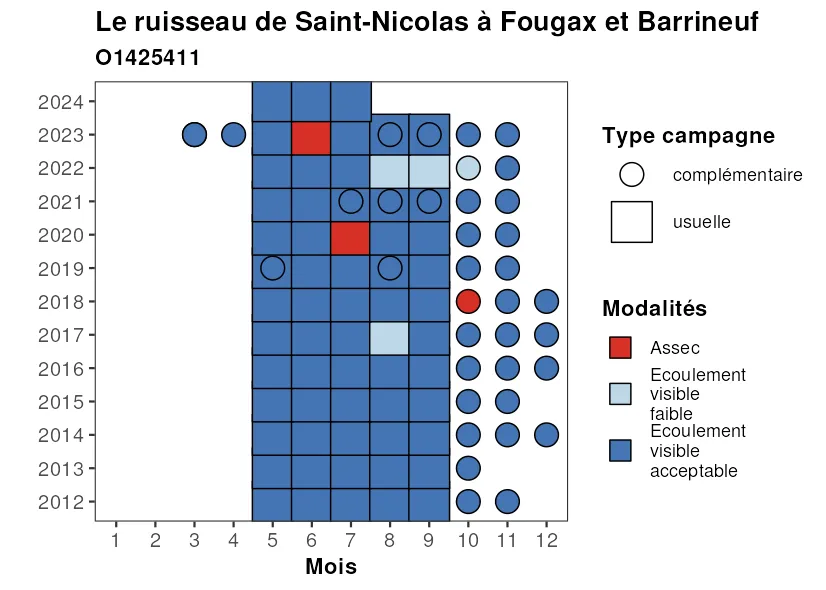 Le ruisseau de Saint-Nicolas à Fougax et Barrineuf
O1425411
2024
2023
2022
2021
2020
2019
2018
2017
2016
2015
2014
2013
2012
1 2 3 4 5 6 7 8 9 10 11 12
Mois
Type campagne
complémentaire
usuelle
Modalités
Assec
Ecoulement
visible
faible
Ecoulement
visible
acceptable